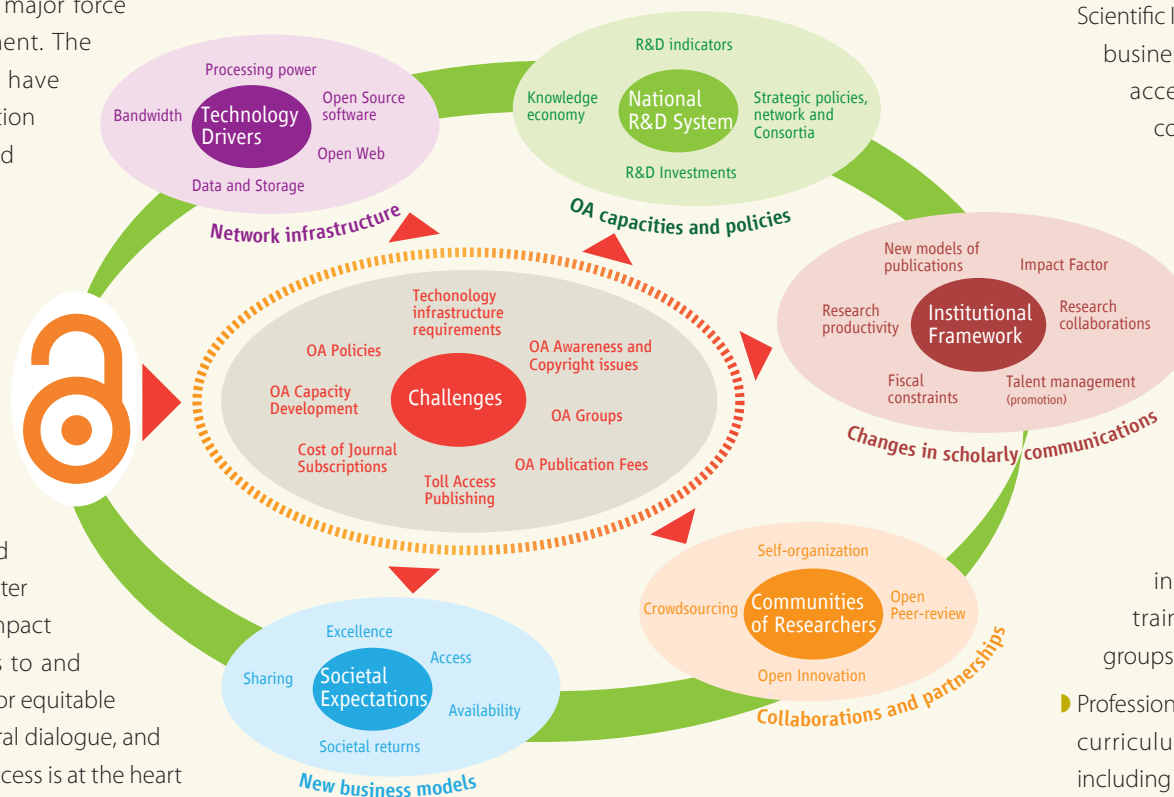 major force
nent. The
have
tion
d
Processing power
Bandwidth
Technology
Drivers
Open Source
software
Open Web
Data and Storage
Network infrastructure
R&D indicators
Knowledge
economy
National
R&D System
Strategic policies,
network and
Consortia
R&D Investments
OA capacities and policies
Scientific I
busine
acce
co
New models of
publications
Impact Factor
Research
productivity
Institutional
Framework
Research
collaborations
Fiscal
constraints
Talent management
(promotion)
Changes in scholarly communications
Techonology
infrastructure
requirements
OA Policies
OA Awareness and
Copyright issues
OA Capacity
Development
Challenges
OA Groups
Cost of Journal
Subscriptions
OA Publication Fees
Toll Access
Publishing
Self-organization
Crowdsourcing
Communities
of Researchers
Open
Peer-review
Open Innovation
Collaborations and partnerships
Excellence
Sharing
Societal
Expectations
Access
Availability
Societal returns
New business models
d
ter
npact
s to and
or equitable
ral dialogue, and
cess is at the heart
in
train
groups
Profession
curriculu
including